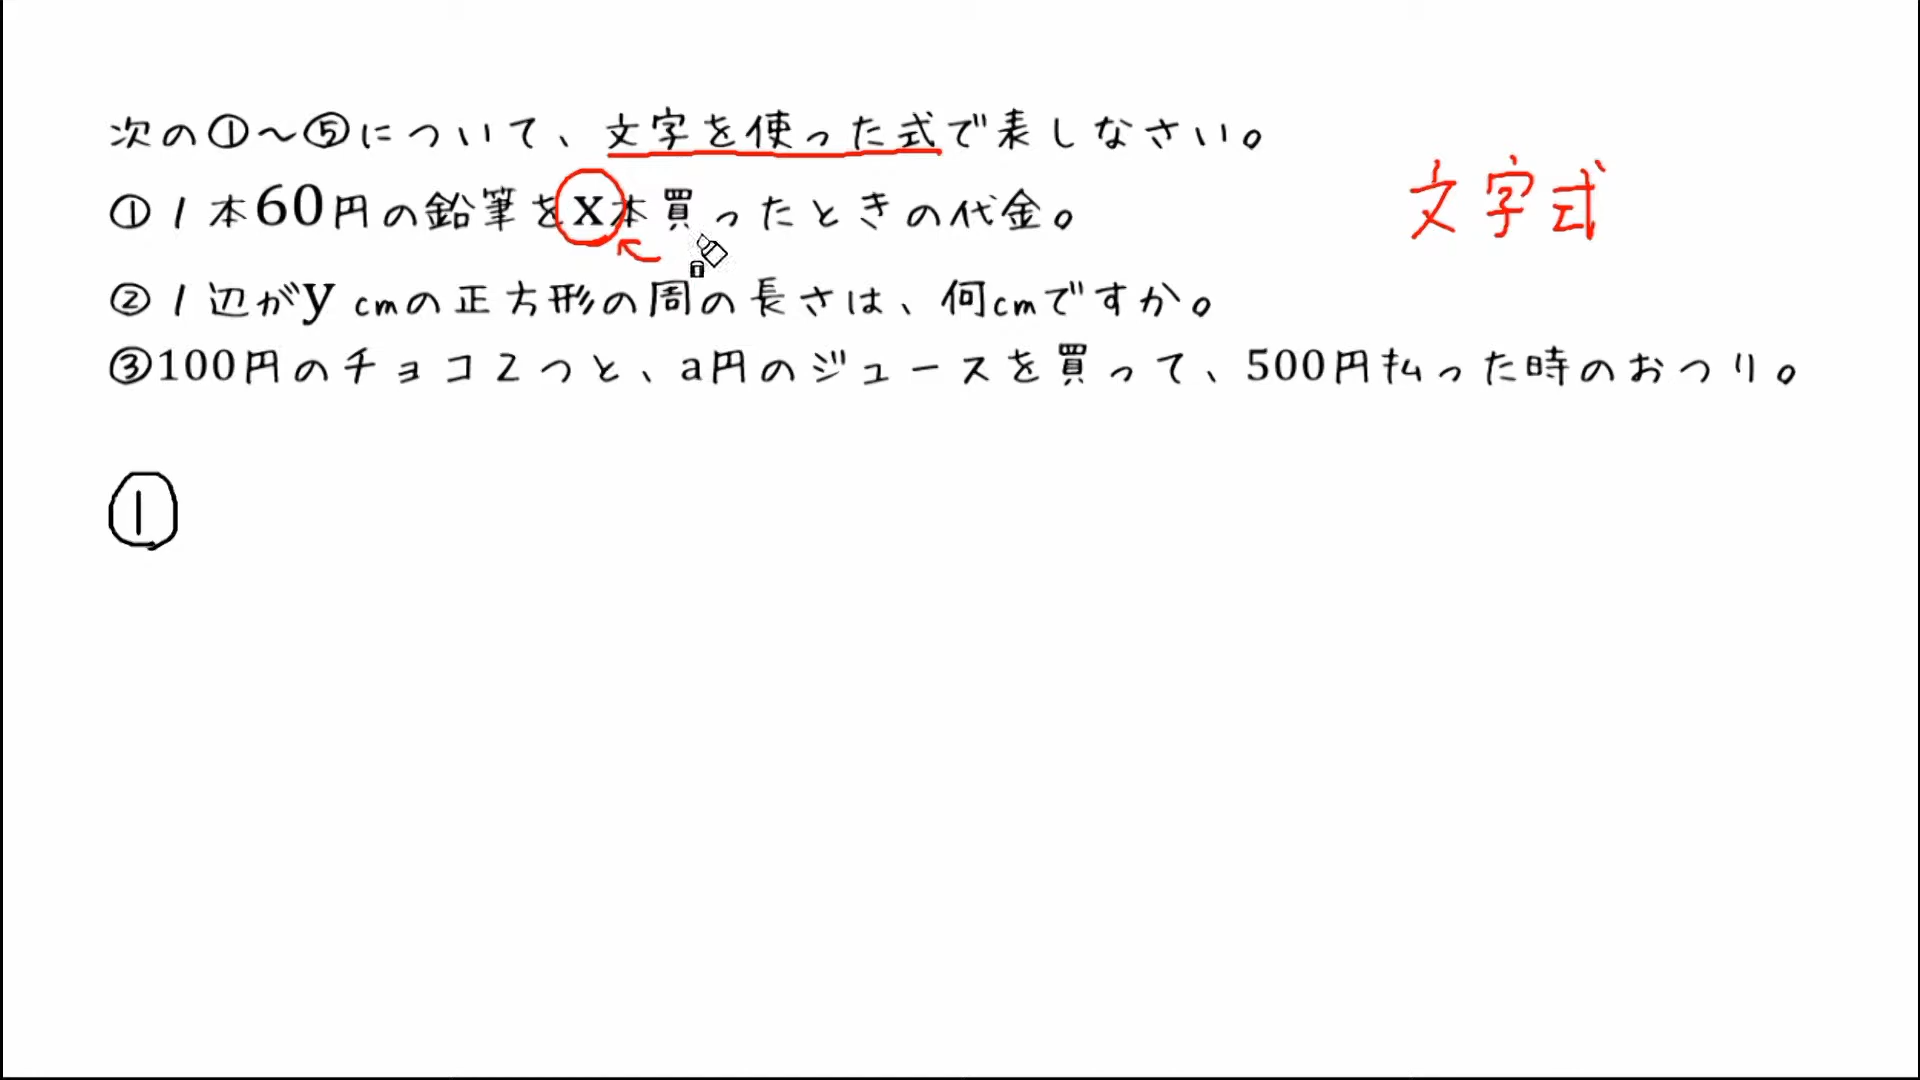 次の①～⑤について、文字を使った式で表しなさい。
①1本60円の鉛筆をx本買ったときの代金。
文字式
②1辺がy cmの正方形の周の長さは、何cmですか。
③100円のチョコ2つと、a円のジュースを買って、500円払った時のおつり。
①